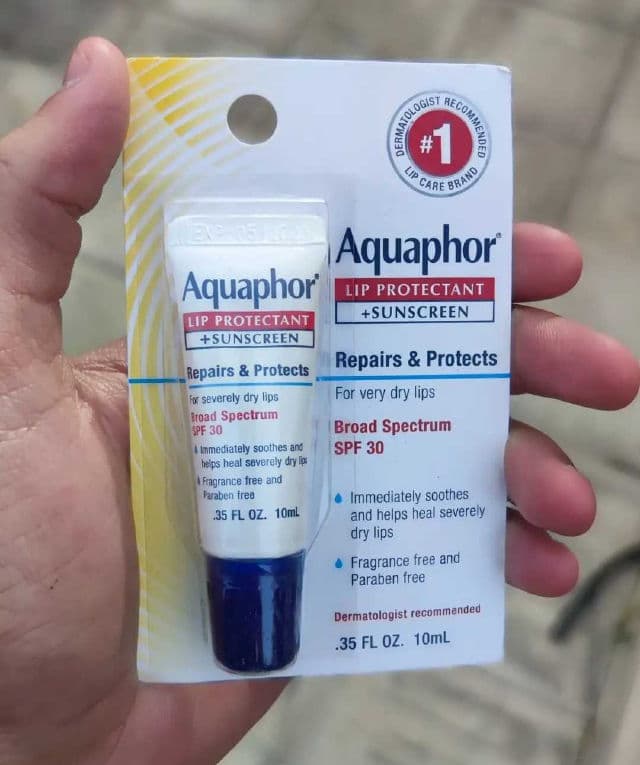 DERMATOLOGIST RECOMMENDED
#1
LIP CARE BRAND
Aquaphor®
LIP PROTECTANT
+SUNSCREEN
Repairs & Protects
For very dry lips
Broad Spectrum
SPF 30
Immediately soothes
and helps heal severely
dry lips
Fragrance free and
Paraben free
Dermatologist recommended
.35 FL OZ. 10mL
EXP
Aquaphor®
LIP PROTECTANT
+SUNSCREEN
Repairs & Protects
For severely dry lips
Broad Spectrum
SPF 30
Immediately soothes and
helps heal severely dry lips
Fragrance free and
Paraben free
.35 FL OZ. 10mL